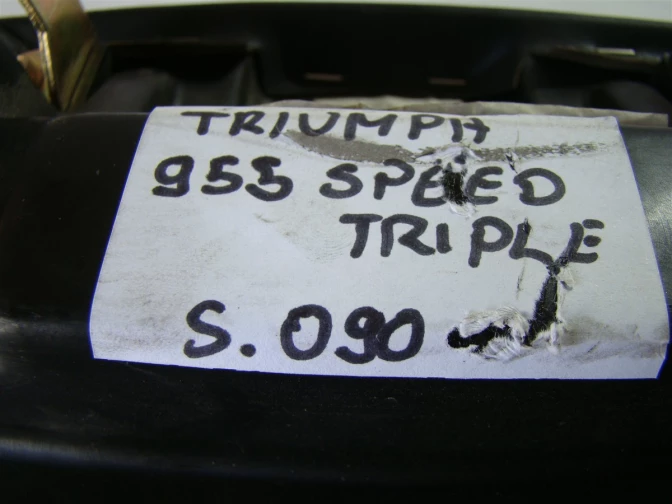 TRIUMPH
955 SPEED
TRIPLE
S. 090